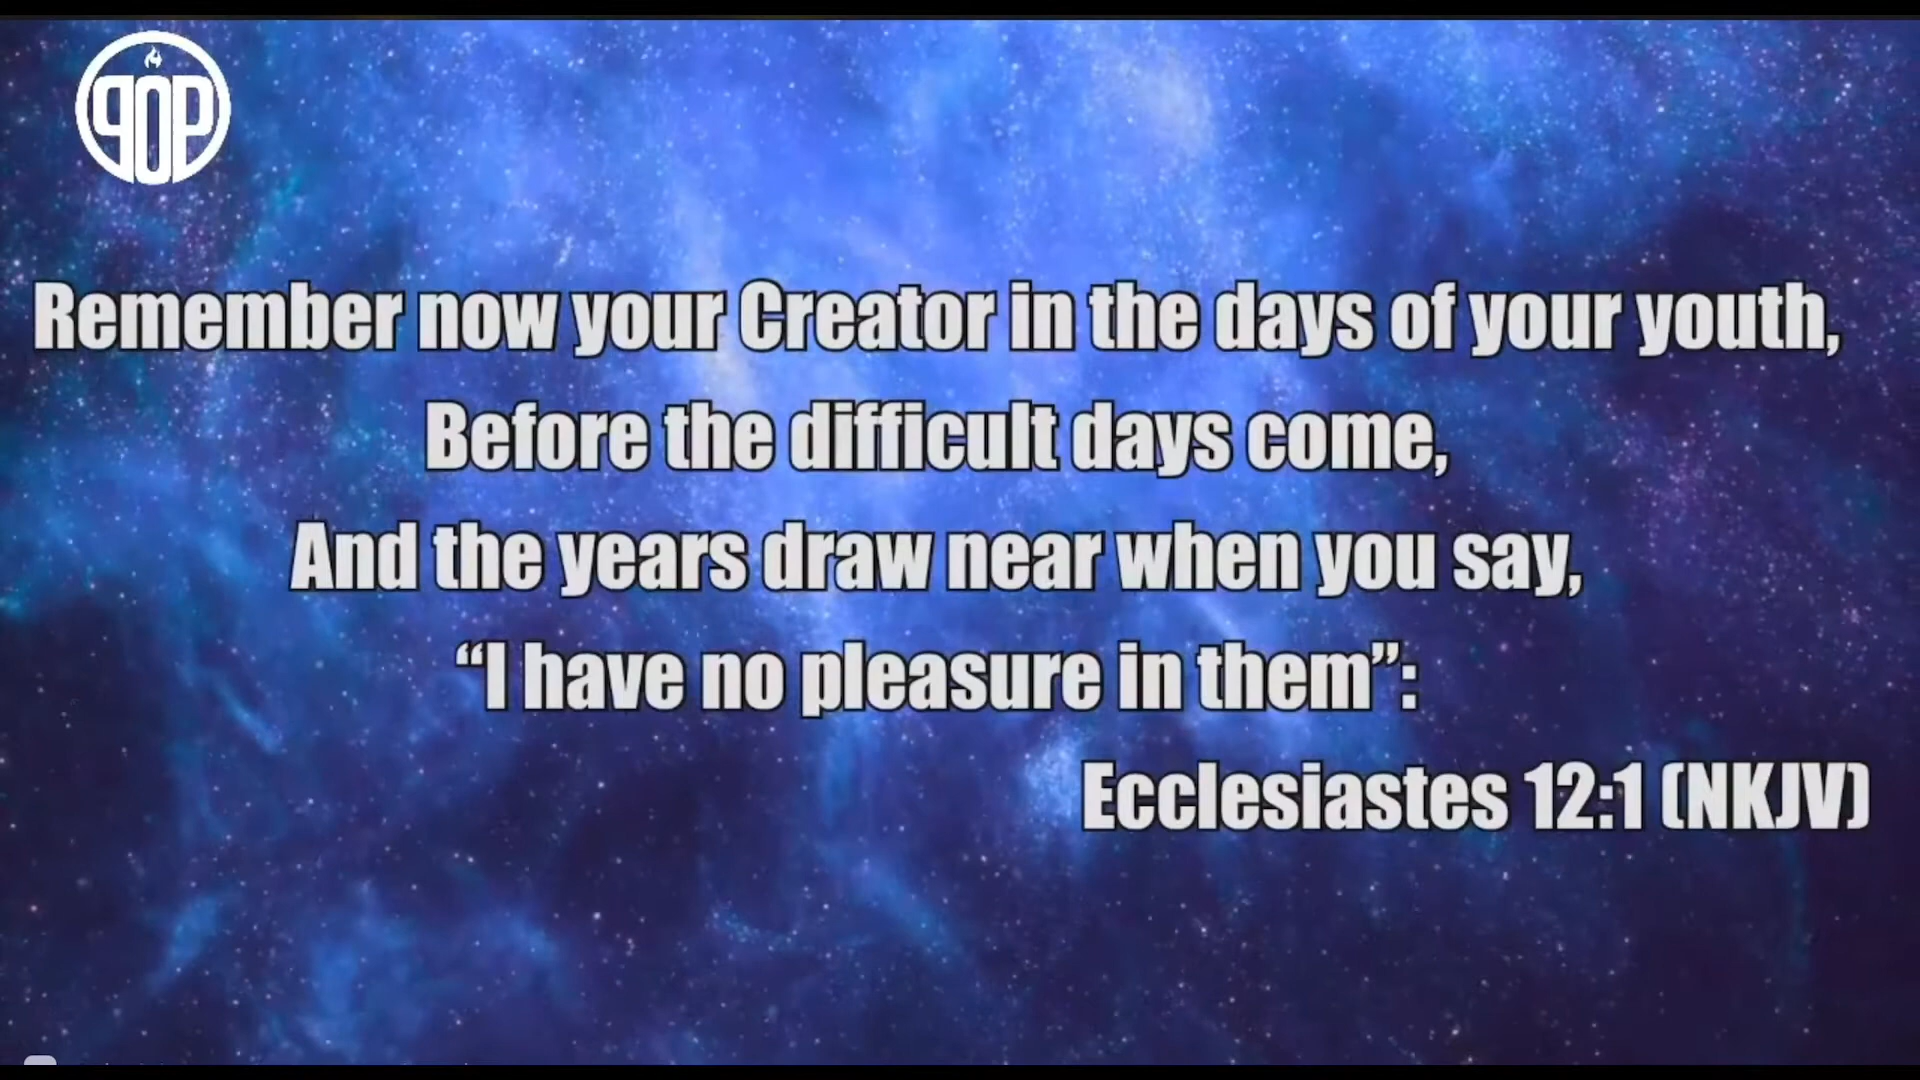 POP
Remember now your Creator in the days of your youth,
Before the difficult days come,
And the years draw near when you say,
“I have no pleasure in them”:
Ecclesiastes 12:1 (NKJV)